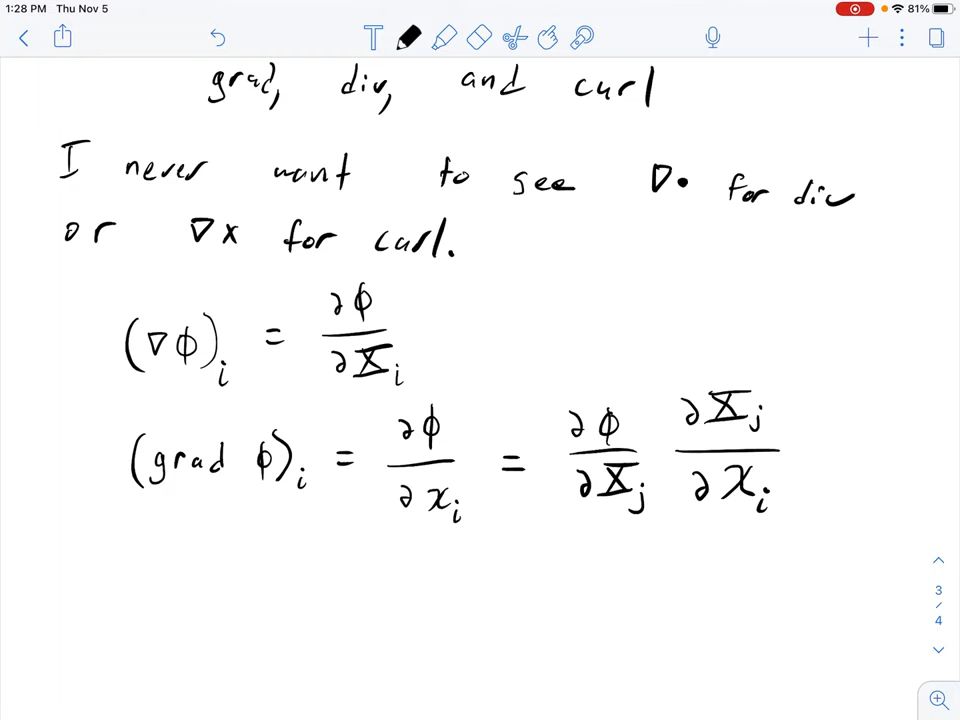 1:28 PM Thu Nov 5
81%
T
grad, div, and curl
I never want to see ∇• for div
or ∇x for curl.
(∇ϕ)_i = ∂ϕ/∂X_i
(grad ϕ)_i = ∂ϕ/∂x_i = ∂ϕ/∂X_j ∂X_j/∂x_i
3/4